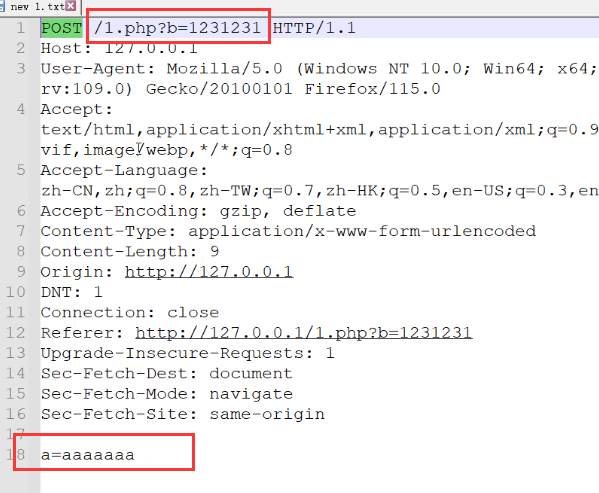 new 1.txt
1 POST /1.php?b=1231231 HTTP/1.1
2 Host: 127.0.0.1
3 User-Agent: Mozilla/5.0 (Windows NT 10.0; Win64; x64;
rv:109.0) Gecko/20100101 Firefox/115.0
4 Accept:
text/html,application/xhtml+xml,application/xml;q=0.9
vif,image/webp,*/*;q=0.8
5 Accept-Language:
zh-CN,zh;q=0.8,zh-TW;q=0.7,zh-HK;q=0.5,en-US;q=0.3,en
6 Accept-Encoding: gzip, deflate
7 Content-Type: application/x-www-form-urlencoded
8 Content-Length: 9
9 Origin: http://127.0.0.1
10 DNT: 1
11 Connection: close
12 Referer: http://127.0.0.1/1.php?b=1231231
13 Upgrade-Insecure-Requests: 1
14 Sec-Fetch-Dest: document
15 Sec-Fetch-Mode: navigate
16 Sec-Fetch-Site: same-origin
17
18 a=aaaaaaa